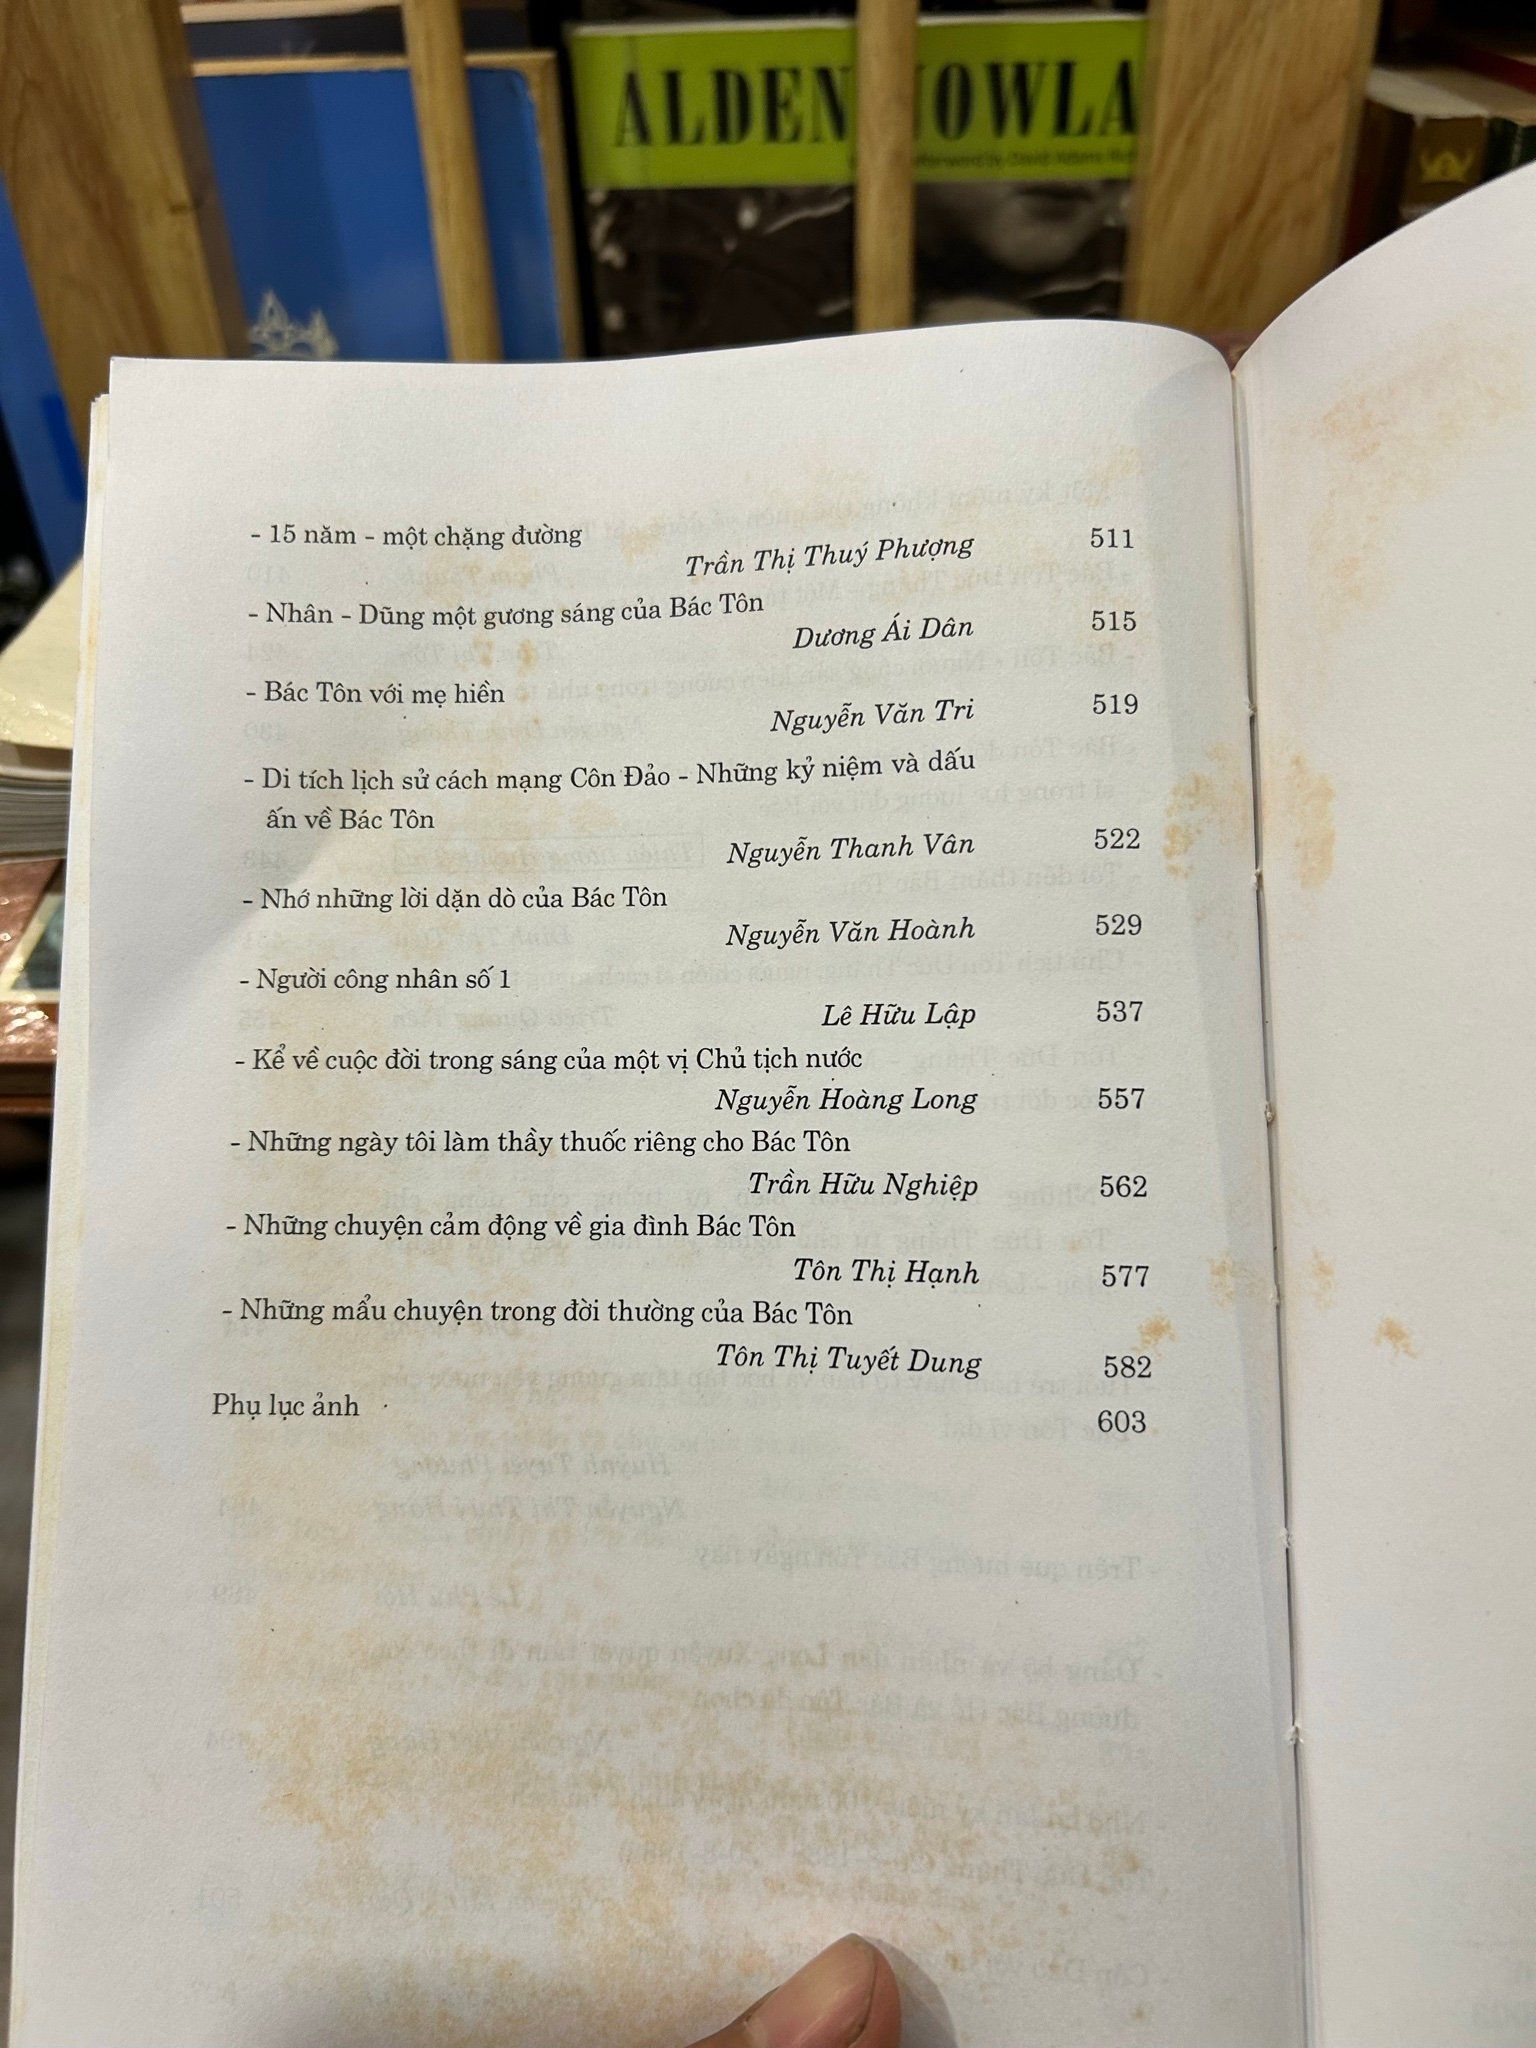 ALDEN NOWLA
- 15 năm - một chặng đường
Trần Thị Thuý Phượng 511
- Nhân - Dũng một gương sáng của Bác Tôn
Dương Ái Dân 515
- Bác Tôn với mẹ hiền
Nguyễn Văn Tri 519
- Di tích lịch sử cách mạng Côn Đảo - Những kỷ niệm và dấu
ấn về Bác Tôn
Nguyễn Thanh Vân 522
- Nhớ những lời dặn dò của Bác Tôn
Nguyễn Văn Hoành 529
- Người công nhân số 1
Lê Hữu Lập 537
- Kể về cuộc đời trong sáng của một vị Chủ tịch nước
Nguyễn Hoàng Long 557
- Những ngày tôi làm thầy thuốc riêng cho Bác Tôn
Trần Hữu Nghiệp 562
- Những chuyện cảm động về gia đình Bác Tôn
Tôn Thị Hạnh 577
- Những mẩu chuyện trong đời thường của Bác Tôn
Tôn Thị Tuyết Dung 582
Phụ lục ảnh 603